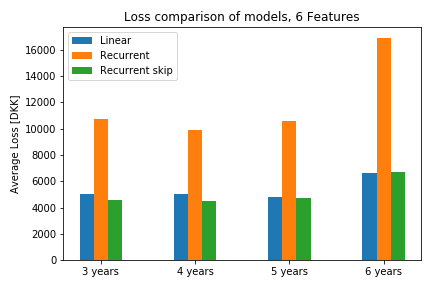 Loss comparison of models, 6 Features
Linear
Recurrent
Recurrent skip
Average Loss [DKK]
16000
14000
12000
10000
8000
6000
4000
2000
0
3 years
4 years
5 years
6 years